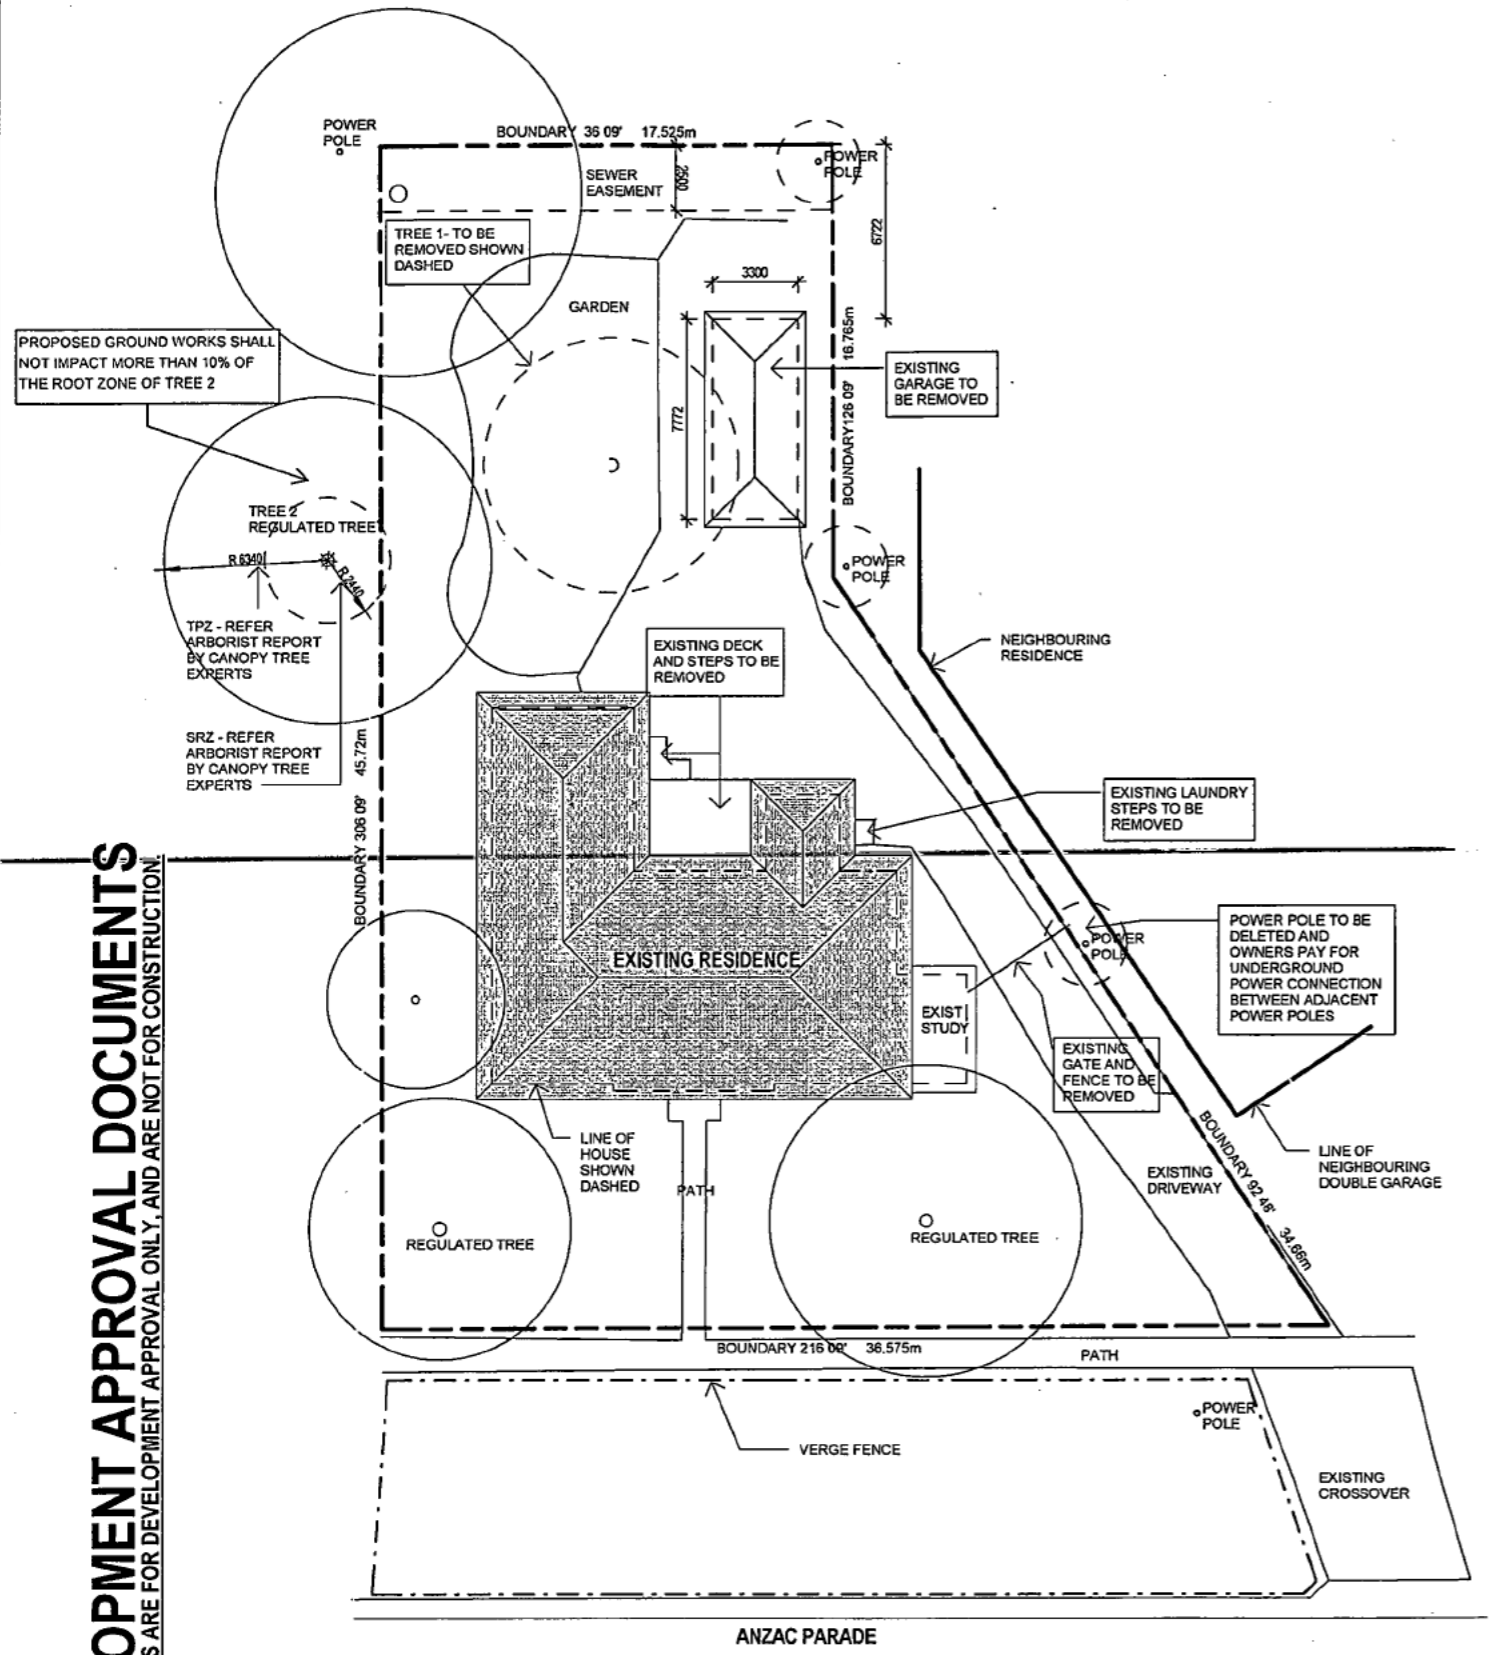 POWER
POLE
BOUNDARY 36 09' 17.525m
POWER
POLE
SEWER
EASEMENT
2500
6722
TREE 1- TO BE
REMOVED SHOWN
DASHED
3300
GARDEN
PROPOSED GROUND WORKS SHALL
NOT IMPACT MORE THAN 10% OF
THE ROOT ZONE OF TREE 2
BOUNDARY 126 09' 16.765m
EXISTING
GARAGE TO
BE REMOVED
7772
TREE 2
REGULATED TREE
R 6340
R 2440
POWER
POLE
TPZ - REFER
ARBORIST REPORT
BY CANOPY TREE
EXPERTS
EXISTING DECK
AND STEPS TO BE
REMOVED
NEIGHBOURING
RESIDENCE
SRZ - REFER
ARBORIST REPORT
BY CANOPY TREE
EXPERTS
BOUNDARY 306 09' 45.72m
EXISTING LAUNDRY
STEPS TO BE
REMOVED
POWER
POLE
POWER POLE TO BE
DELETED AND
OWNERS PAY FOR
UNDERGROUND
POWER CONNECTION
BETWEEN ADJACENT
POWER POLES
EXISTING RESIDENCE
EXIST
STUDY
EXISTING
GATE AND
FENCE TO BE
REMOVED
LINE OF
HOUSE
SHOWN
DASHED
PATH
EXISTING
DRIVEWAY
BOUNDARY 92 48' 34.66m
LINE OF
NEIGHBOURING
DOUBLE GARAGE
REGULATED TREE
REGULATED TREE
BOUNDARY 216 09' 36.575m
PATH
VERGE FENCE
POWER
POLE
EXISTING
CROSSOVER
ANZAC PARADE
OPMENT APPROVAL DOCUMENTS
S ARE FOR DEVELOPMENT APPROVAL ONLY, AND ARE NOT FOR CONSTRUCTION